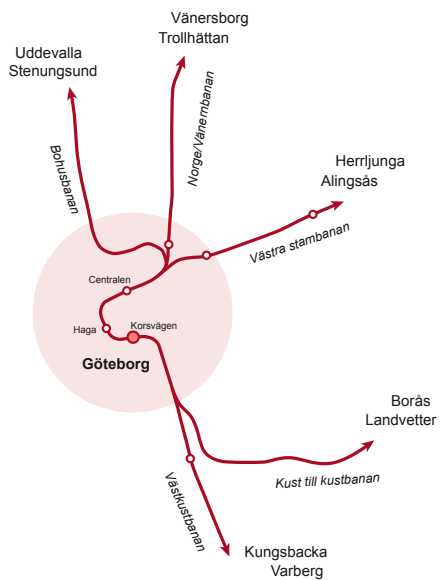 Vänersborg
Trollhättan
Uddevalla
Stenungsund
Bohusbanan
Norge/Vänernbanan
Herrljunga
Alingsås
Västra stambanan
Centralen
Haga
Korsvägen
Göteborg
Borås
Landvetter
Kust till kustbanan
Västkustbanan
Kungsbacka
Varberg